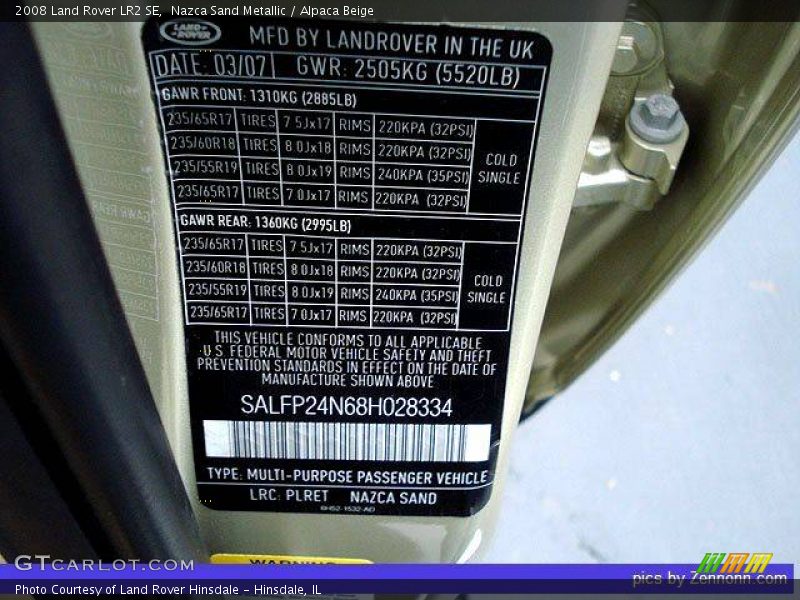 2008 Land Rover LR2 SE, Nazca Sand Metallic / Alpaca Beige
LAND-ROVER
MFD BY LANDROVER IN THE UK
DATE: 03/07 GWR: 2505KG (5520LB)
GAWR FRONT: 1310KG (2885LB)
235/65R17 TIRES 7.5Jx17 RIMS 220KPA (32PSI)
235/60R18 TIRES 8.0Jx18 RIMS 220KPA (32PSI)
235/55R19 TIRES 8.0Jx19 RIMS 240KPA (35PSI)
235/65R17 TIRES 7.0Jx17 RIMS 220KPA (32PSI)
COLD
SINGLE
GAWR REAR: 1360KG (2995LB)
235/65R17 TIRES 7.5Jx17 RIMS 220KPA (32PSI)
235/60R18 TIRES 8.0Jx18 RIMS 220KPA (32PSI)
235/55R19 TIRES 8.0Jx19 RIMS 240KPA (35PSI)
235/65R17 TIRES 7.0Jx17 RIMS 220KPA (32PSI)
COLD
SINGLE
THIS VEHICLE CONFORMS TO ALL APPLICABLE
U.S. FEDERAL MOTOR VEHICLE SAFETY AND THEFT
PREVENTION STANDARDS IN EFFECT ON THE DATE OF
MANUFACTURE SHOWN ABOVE
SALFP24N68H028334
TYPE: MULTI-PURPOSE PASSENGER VEHICLE
LRC: PLRET NAZCA SAND
6H52-1532-AD
WARNING
GTCARLOT.COM
pics by Zennonn.com
Photo Courtesy of Land Rover Hinsdale - Hinsdale, IL